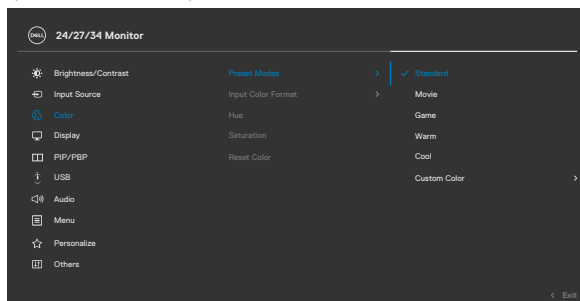 DELL 24/27/34 Monitor
Brightness/Contrast Preset Modes > ✓ Standard
Input Source Input Color Format > Movie
Color Hue Game
Display Saturation Warm
PIP/PBP Reset Color Cool
USB Custom Color >
Audio
Menu
Personalize
Others
< Exit